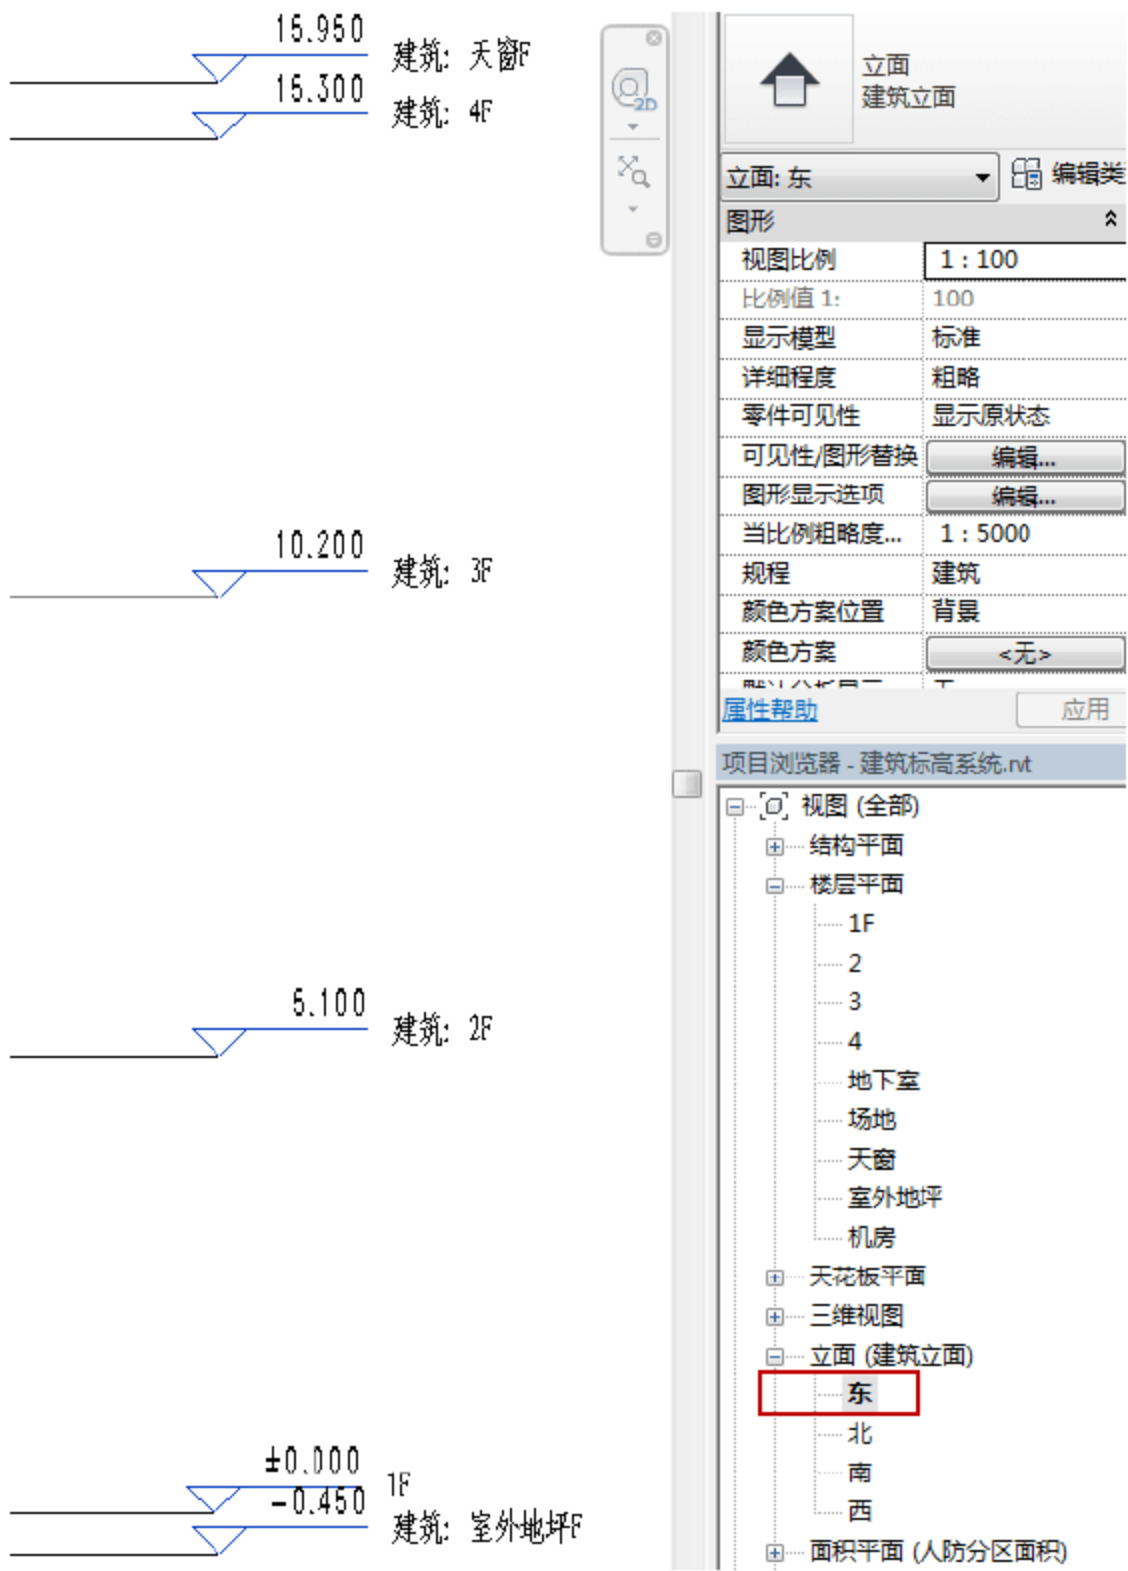 15.950
建筑: 天窗F
15.300
建筑: 4F
10.200
建筑: 3F
5.100
建筑: 2F
±0.000
1F
-0.450
建筑: 室外地坪F
2D
立面
建筑立面
立面: 东
编辑类
图形
视图比例 1 : 100
比例值 1: 100
显示模型 标准
详细程度 粗略
零件可见性 显示原状态
可见性/图形替换 编辑...
图形显示选项 编辑...
当比例粗略度... 1 : 5000
规程 建筑
颜色方案位置 背景
颜色方案 <无>
属性帮助 应用
项目浏览器 - 建筑标高系统.rvt
视图 (全部)
结构平面
楼层平面
1F
2
3
4
地下室
场地
天窗
室外地坪
机房
天花板平面
三维视图
立面 (建筑立面)
东
北
南
西
面积平面 (人防分区面积)